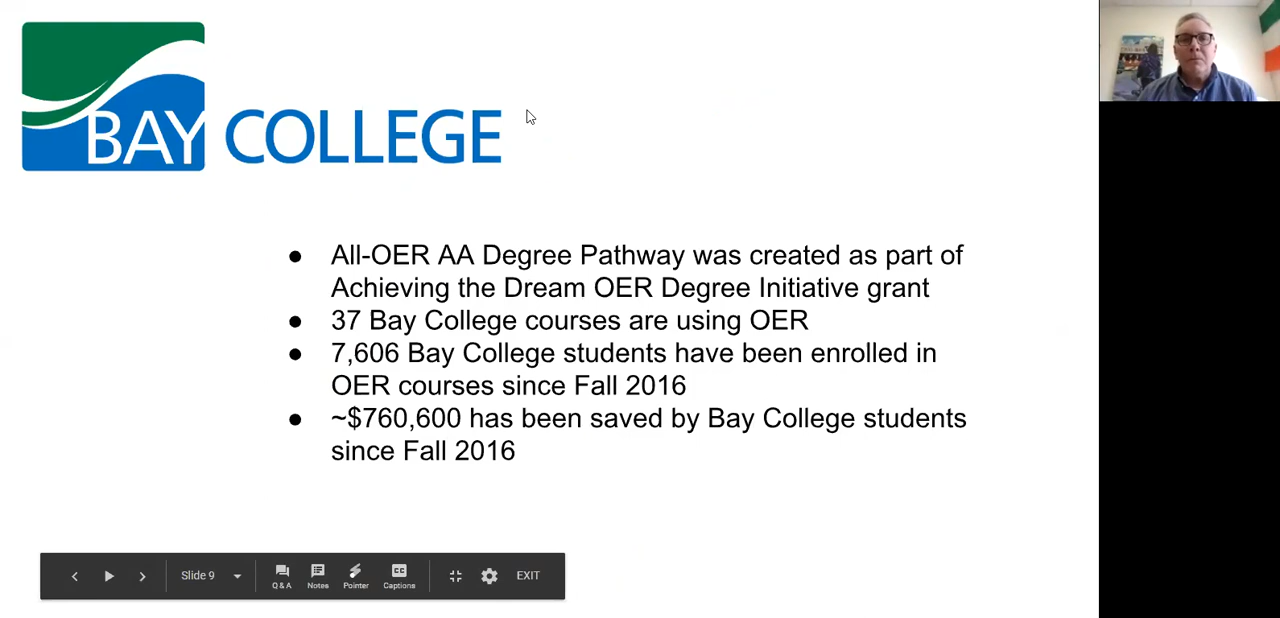 BAY COLLEGE
● All-OER AA Degree Pathway was created as part of
Achieving the Dream OER Degree Initiative grant
● 37 Bay College courses are using OER
● 7,606 Bay College students have been enrolled in
OER courses since Fall 2016
● ~$760,600 has been saved by Bay College students
since Fall 2016
Slide 9
Q & A
Notes
Pointer
CC
Captions
EXIT